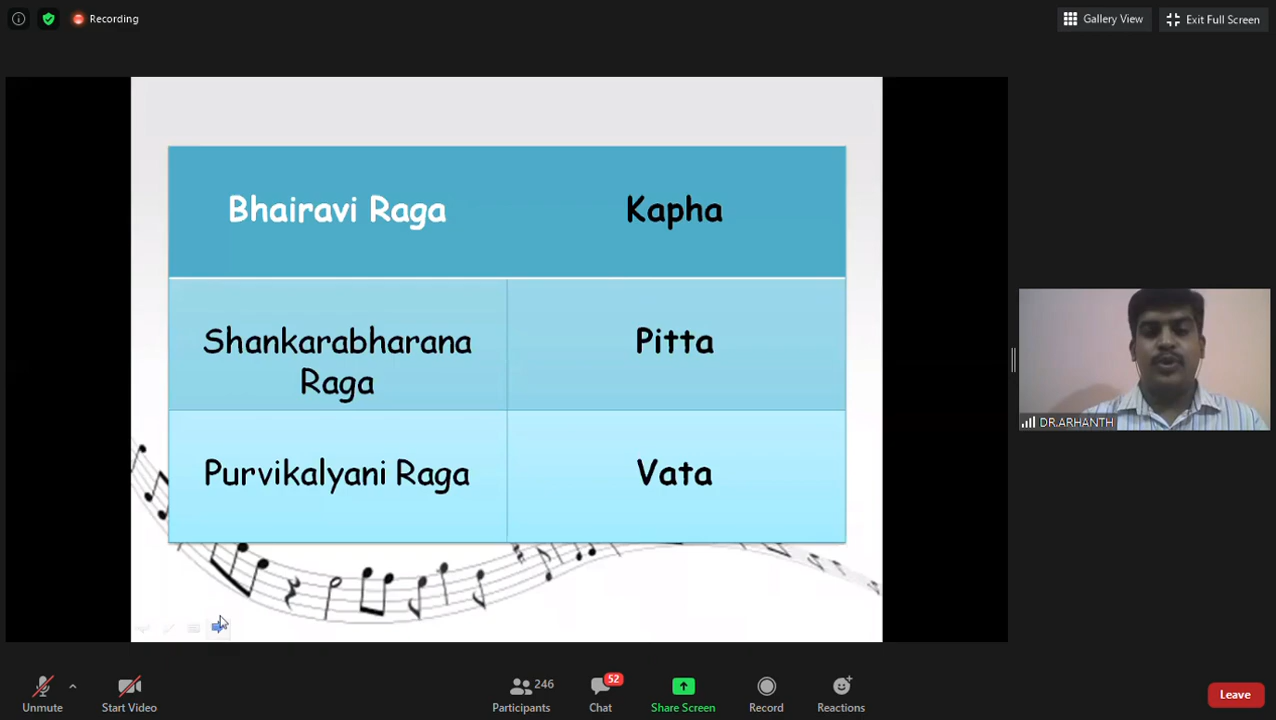 Recording
Gallery View
Exit Full Screen
Bhairavi Raga
Kapha
Shankarabharana
Raga
Pitta
Purvikalyani Raga
Vata
DR.ARHANTH
Unmute
Start Video
246
Participants
52
Chat
Share Screen
Record
Reactions
Leave